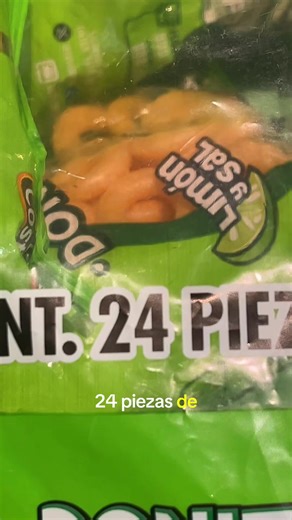 Limón
y SaL
NT. 24 PIEZ
24 piezas de